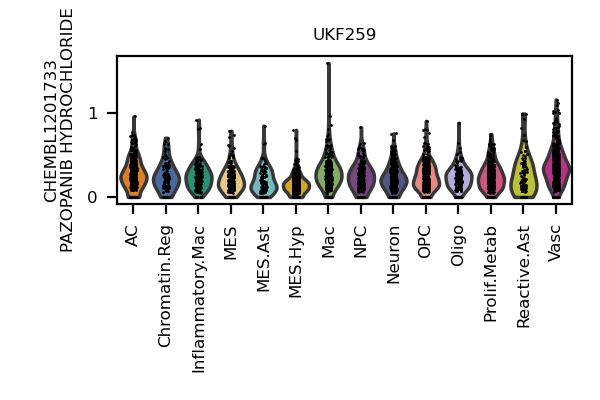 UKF259
CHEMBL1201733
PAZOPANIB HYDROCHLORIDE
1
0
AC
Chromatin.Reg
Inflammatory.Mac
MES
MES.Ast
MES.Hyp
Mac
NPC
Neuron
OPC
Oligo
Prolif.Metab
Reactive.Ast
Vasc